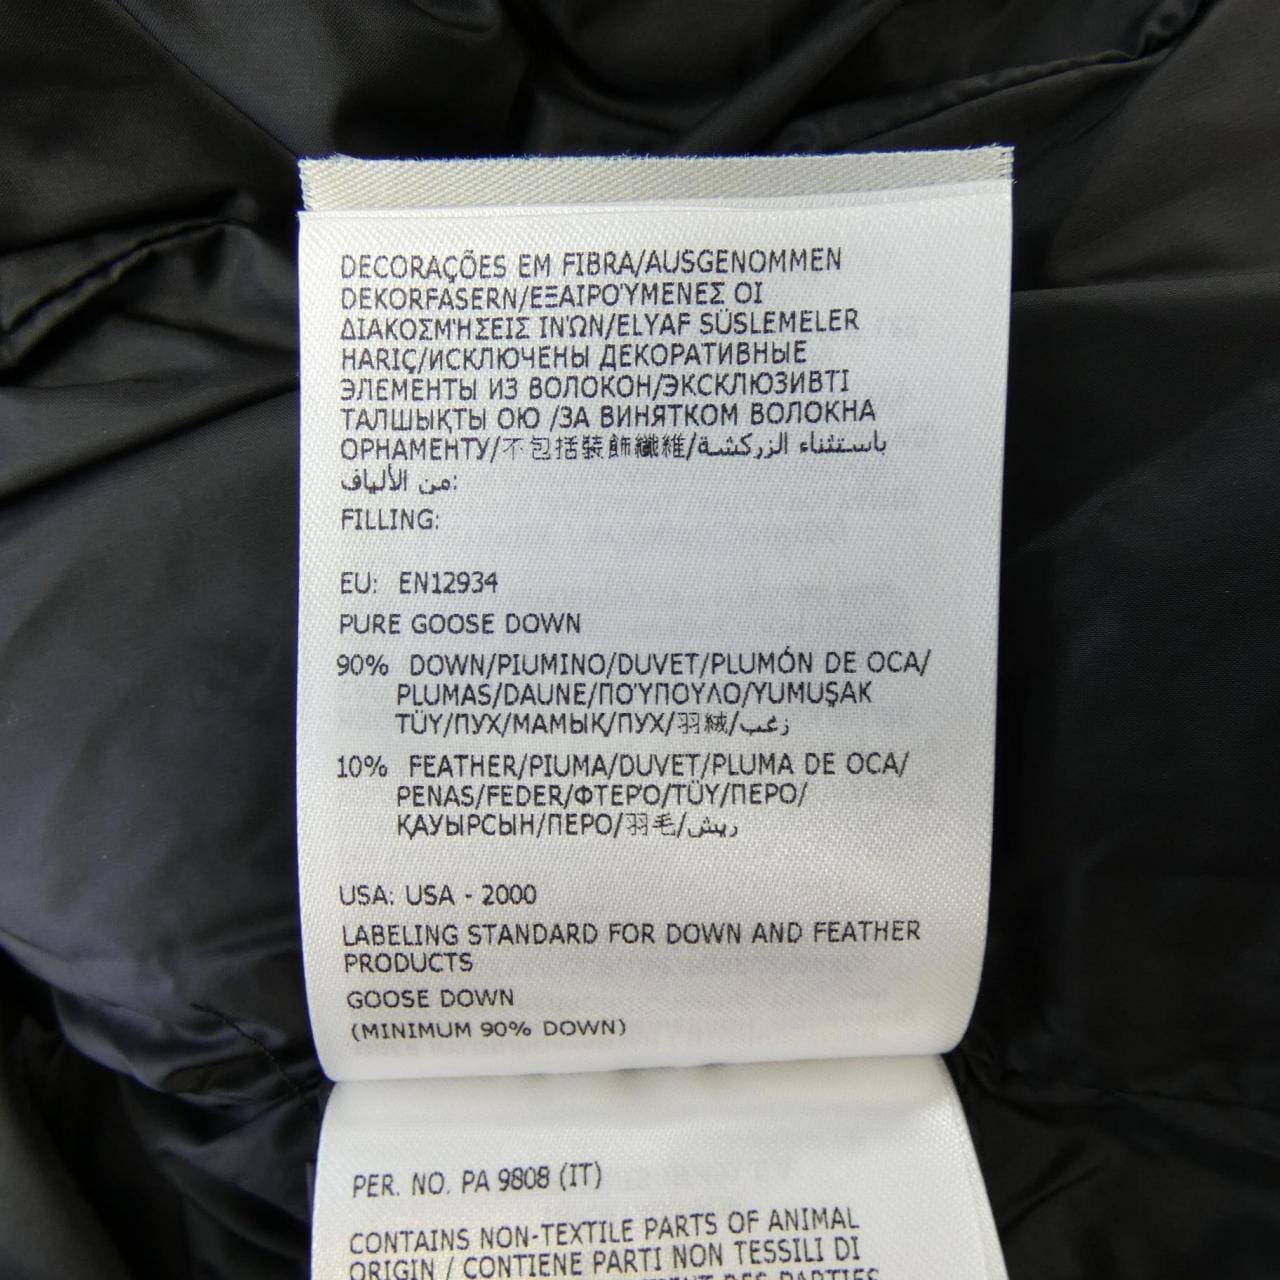 DECORAÇÕES EM FIBRA/AUSGENOMMEN
DEKORFASERN/ΕΞΑΙΡΟΎΜΕΝΕΣ ΟΙ
ΔΙΑΚΟΣΜΉΣΕΙΣ ΙΝΏΝ/ELYAF SÜSLEMELER
HARIÇ/ИСКЛЮЧЕНЫ ДЕКОРАТИВНЫЕ
ЭЛЕМЕНТЫ ИЗ ВОЛОКОН/ЭКСКЛЮЗИВТІ
ТАЛШЫҚТЫ ОЮ /ЗА ВИНЯТКОМ ВОЛОКНА
ОРНАМЕНТУ/不包括裝飾纖維/باستثناء الزركشة
من الألياف:
FILLING:
EU: EN12934
PURE GOOSE DOWN
90% DOWN/PIUMINO/DUVET/PLUMÓN DE OCA/
PLUMAS/DAUNE/ΠΟΎΠΟΥΛΟ/YUMUŞAK
TÜY/ПУХ/МАМЫҚ/ПУХ/羽絨/زغب
10% FEATHER/PIUMA/DUVET/PLUMA DE OCA/
PENAS/FEDER/ΦΤΕΡΌ/TÜY/ПЕРО/
ҚАУЫРСЫН/ПЕРО/羽毛/ريش
USA: USA - 2000
LABELING STANDARD FOR DOWN AND FEATHER
PRODUCTS
GOOSE DOWN
(MINIMUM 90% DOWN)
PER. NO. PA 9808 (IT)
CONTAINS NON-TEXTILE PARTS OF ANIMAL
ORIGIN / CONTIENE PARTI NON TESSILI DI
DES PARTIES